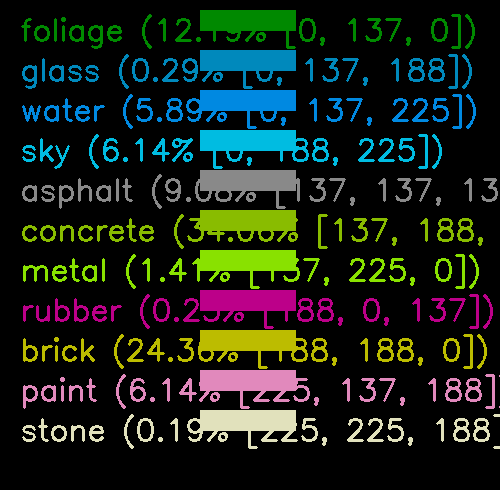 foliage (12.19% [0, 137, 0])
glass (0.29% [0, 137, 188])
water (5.89% [0, 137, 225])
sky (6.14% [0, 188, 225])
asphalt (9.08% [137, 137, 13
concrete (34.06% [137, 188,
metal (1.41% [137, 225, 0])
rubber (0.25% [188, 0, 137])
brick (24.36% [188, 188, 0])
paint (6.14% [225, 137, 188]
stone (0.19% [225, 225, 188]